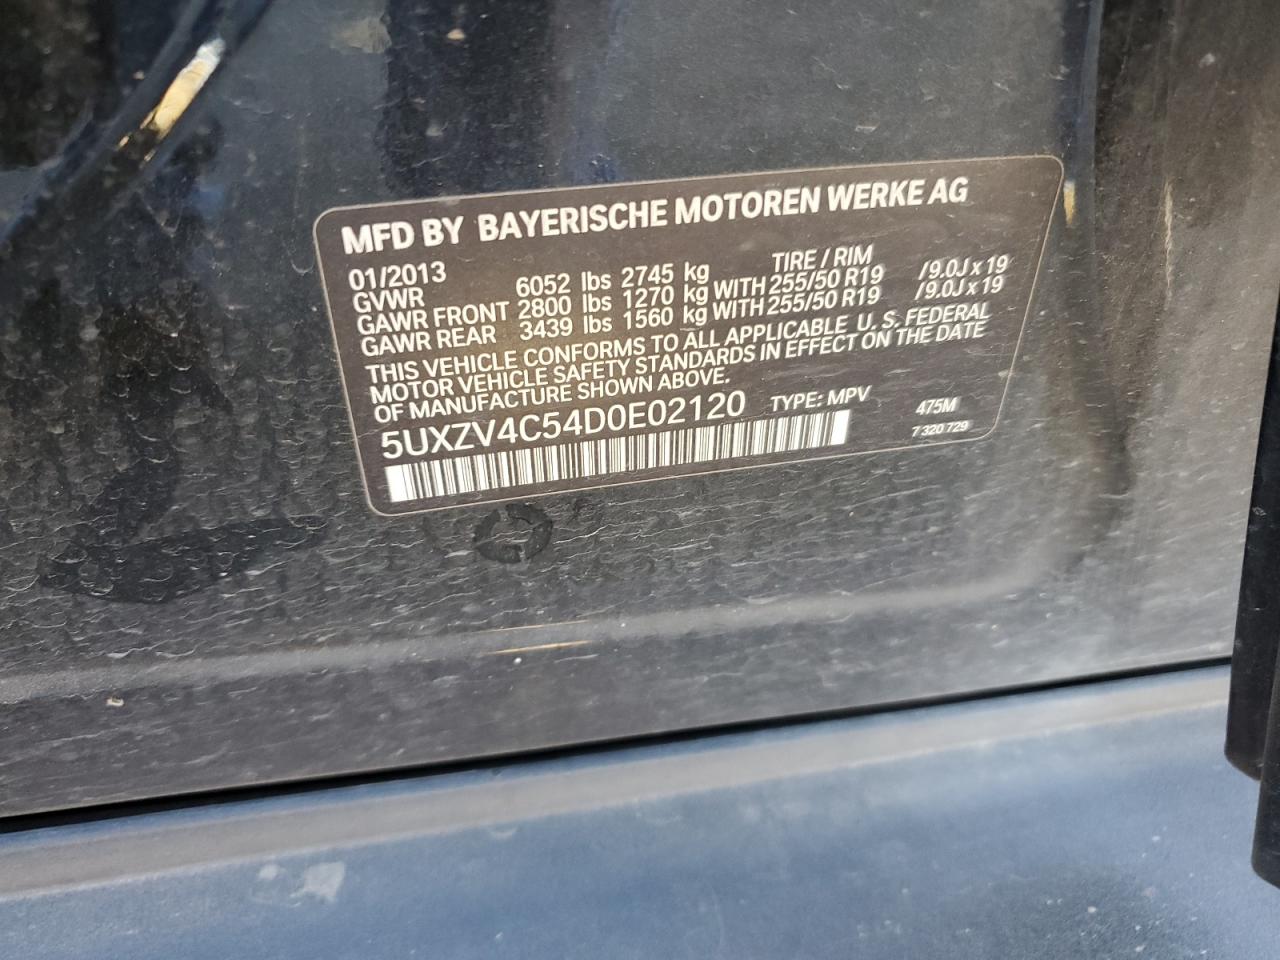 MFD BY BAYERISCHE MOTOREN WERKE AG
01/2013 TIRE / RIM
GVWR 6052 lbs 2745 kg
GAWR FRONT 2800 lbs 1270 kg WITH 255/50 R19 /9.0J x 19
GAWR REAR 3439 lbs 1560 kg WITH 255/50 R19 /9.0J x 19
THIS VEHICLE CONFORMS TO ALL APPLICABLE U. S. FEDERAL
MOTOR VEHICLE SAFETY STANDARDS IN EFFECT ON THE DATE
OF MANUFACTURE SHOWN ABOVE.
5UXZV4C54D0E02120 TYPE: MPV 475M
7 320 729